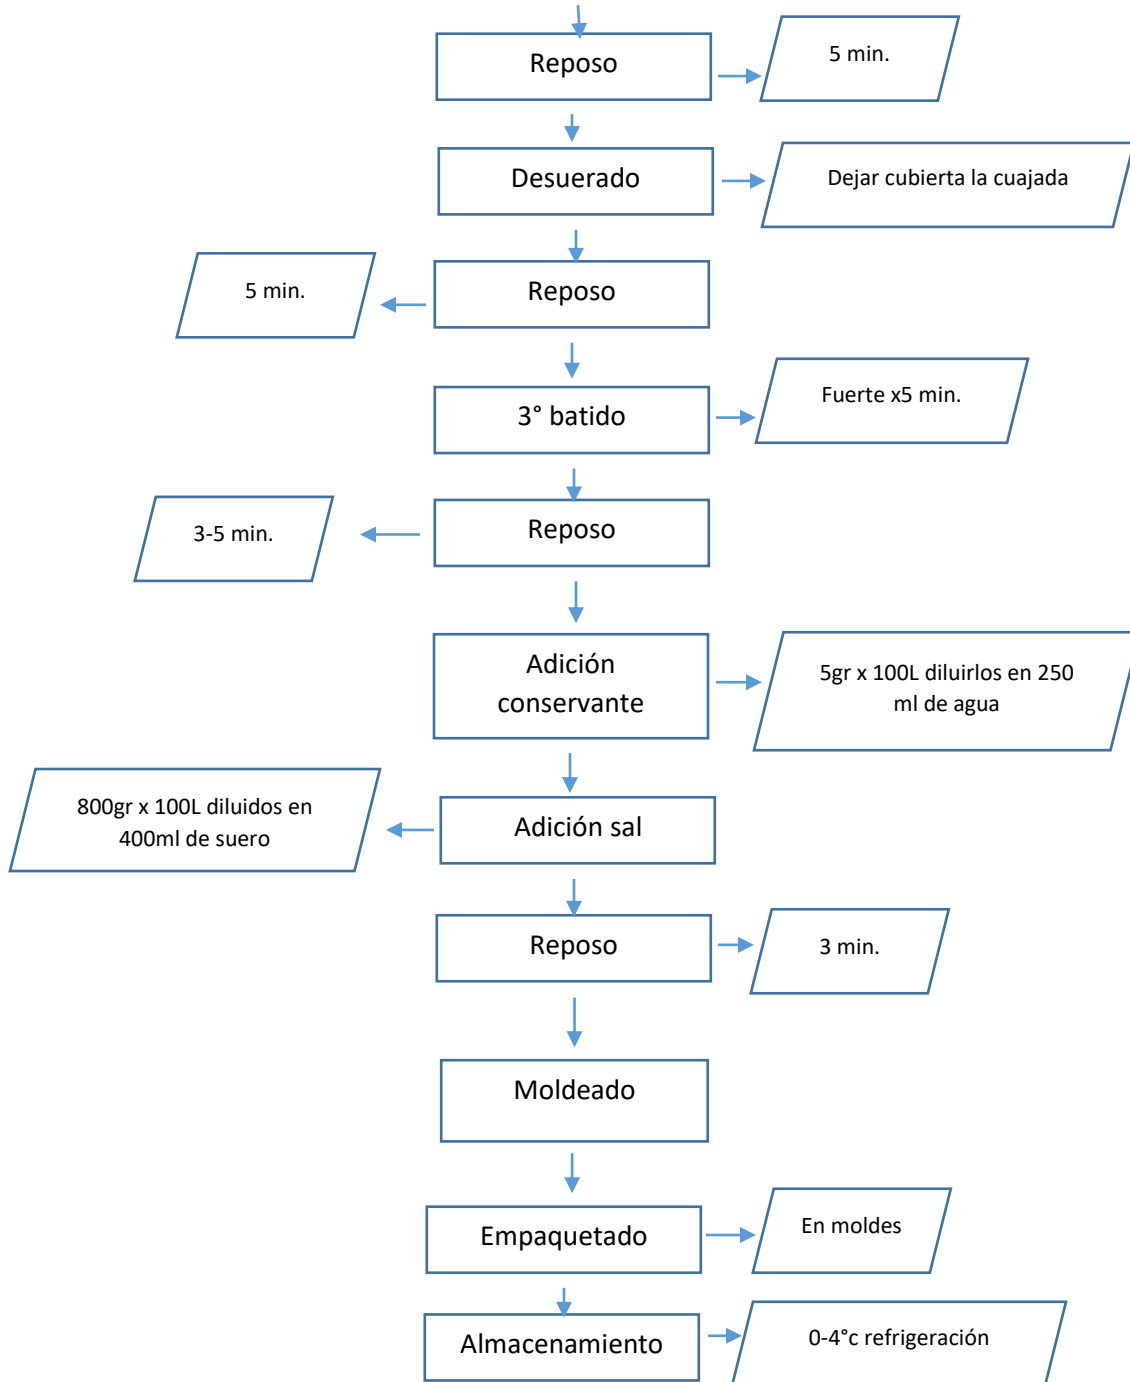 Reposo
5 min.
Desuerado
Dejar cubierta la cuajada
5 min.
Reposo
3° batido
Fuerte x5 min.
3-5 min.
Reposo
Adición
conservante
5gr x 100L diluirlos en 250
ml de agua
800gr x 100L diluidos en
400ml de suero
Adición sal
Reposo
3 min.
Moldeado
Empaquetado
En moldes
Almacenamiento
0-4°c refrigeración